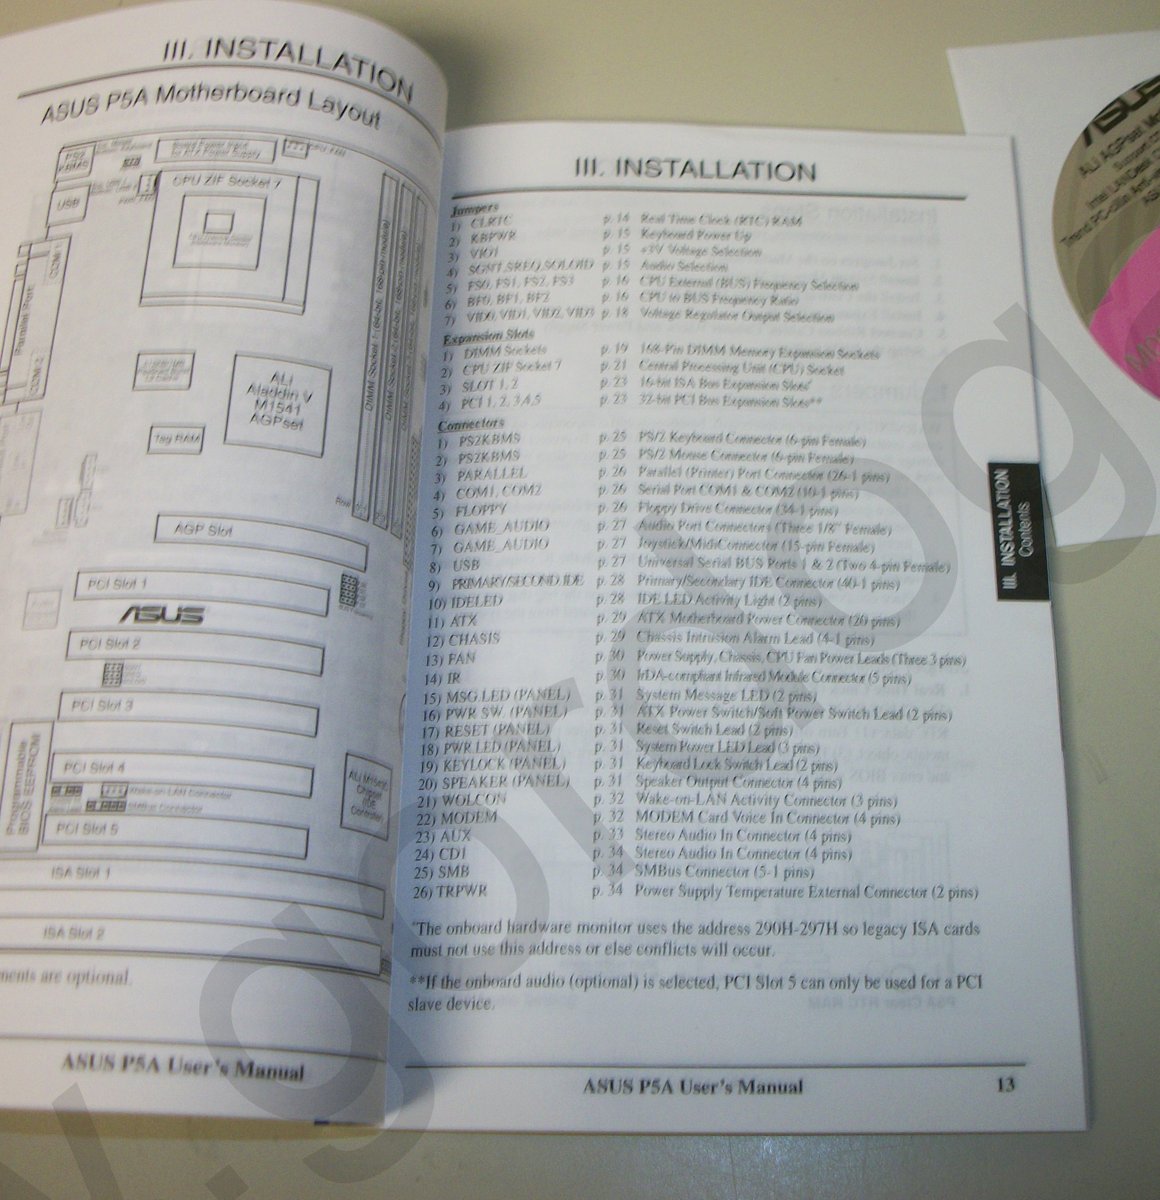 III. INSTALLATION
ASUS P5A Motherboard Layout
PS2
USB
CPU ZIF Socket 7
Parallel Port
COM 1
COM 2
ALi
Aladdin V
M1541
AGPset
Tag RAM
AGP Slot
PCI Slot 1
ASUS
PCI Slot 2
PCI Slot 3
PCI Slot 4
Wake-on-LAN Connector
SMBus Connector
PCI Slot 5
Programmable
BIOS EEPROM
ISA Slot 1
ISA Slot 2
are optional.
ASUS P5A User's Manual
III. INSTALLATION
Jumpers
1) CLRTC p. 14 Real Time Clock (RTC) RAM
2) KBPWR p. 15 Keyboard Power Up
3) VIO1 p. 15 +3V Voltage Selection
4) p. 15 Audio Selection
5) FS0, FS1, FS2, FS3 p. 16 CPU External (BUS) Frequency Selection
6) BF0, BF1, BF2 p. 16 CPU to BUS Frequency Ratio
7) VID0, VID1, VID2, VID3 p. 18 Voltage Regulator Output Selection
Expansion Slots
1) DIMM Sockets p. 19 168-Pin DIMM Memory Expansion Sockets
2) CPU ZIF Socket 7 p. 21 Central Processing Unit (CPU) Socket
3) SLOT 1, 2 p. 23 16-bit ISA Bus Expansion Slots*
4) PCI 1, 2, 3,4,5 p. 23 32-bit PCI Bus Expansion Slots**
Connectors
1) PS2KBMS p. 25 PS/2 Keyboard Connector (6-pin Female)
2) PS2KBMS p. 25 PS/2 Mouse Connector (6-pin Female)
3) PARALLEL p. 26 Parallel (Printer) Port Connector (26-1 pins)
4) COM1, COM2 p. 26 Serial Port COM1 & COM2 (10-1 pins)
5) FLOPPY p. 26 Floppy Drive Connector (34-1 pins)
6) GAME_AUDIO p. 27 Audio Port Connectors (Three 1/8" Female)
7) GAME_AUDIO p. 27 Joystick/MidiConnector (15-pin Female)
8) USB p. 27 Universal Serial BUS Ports 1 & 2 (Two 4-pin Female)
9) PRIMARY/SECOND.IDE p. 28 Primary/Secondary IDE Connector (40-1 pins)
10) IDELED p. 28 IDE LED Activity Light (2 pins)
11) ATX p. 29 ATX Motherboard Power Connector (20 pins)
12) CHASIS p. 29 Chassis Intrusion Alarm Lead (4-1 pins)
13) FAN p. 30 Power Supply, Chassis, CPU Fan Power Leads (Three 3 pins)
14) IR p. 30 IrDA-compliant Infrared Module Connector (5 pins)
15) MSG.LED (PANEL) p. 31 System Message LED (2 pins)
16) PWR SW. (PANEL) p. 31 ATX Power Switch/Soft Power Switch Lead (2 pins)
17) RESET (PANEL) p. 31 Reset Switch Lead (2 pins)
18) PWR LED (PANEL) p. 31 System Power LED Lead (3 pins)
19) KEYLOCK (PANEL) p. 31 Keyboard Lock Switch Lead (2 pins)
20) SPEAKER (PANEL) p. 31 Speaker Output Connector (4 pins)
21) WOLCON p. 32 Wake-on-LAN Activity Connector (3 pins)
22) MODEM p. 32 MODEM Card Voice In Connector (4 pins)
23) AUX p. 33 Stereo Audio In Connector (4 pins)
24) CD1 p. 34 Stereo Audio In Connector (4 pins)
25) SMB p. 34 SMBus Connector (5-1 pins)
26) TRPWR p. 34 Power Supply Temperature External Connector (2 pins)
*The onboard hardware monitor uses the address 290H-297H so legacy ISA cards
must not use this address or else conflicts will occur.
**If the onboard audio (optional) is selected, PCI Slot 5 can only be used for a PCI
slave device.
ASUS P5A User's Manual 13
III. INSTALLATION
Contents
ASUS
ALi AGPset